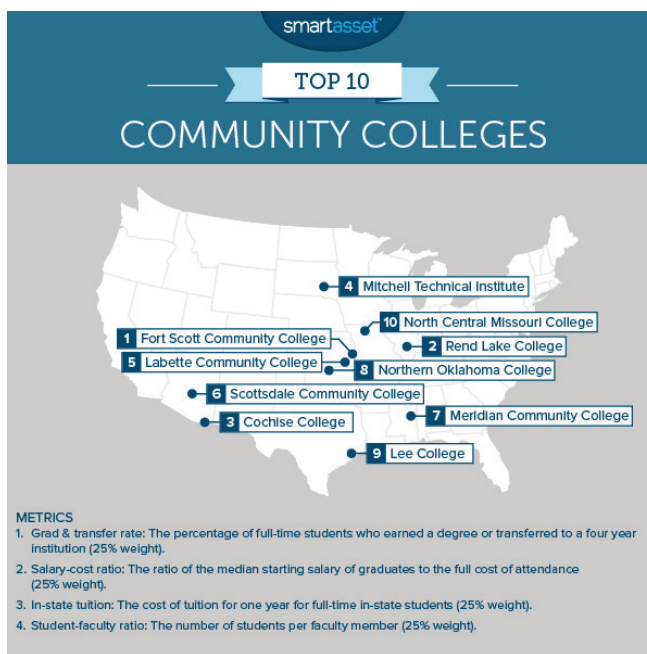 smartasset™
TOP 10
COMMUNITY COLLEGES
4 Mitchell Technical Institute
10 North Central Missouri College
1 Fort Scott Community College
2 Rend Lake College
5 Labette Community College
8 Northern Oklahoma College
6 Scottsdale Community College
7 Meridian Community College
3 Cochise College
9 Lee College
METRICS
1. Grad & transfer rate: The percentage of full-time students who earned a degree or transferred to a four year
institution (25% weight).
2. Salary-cost ratio: The ratio of the median starting salary of graduates to the full cost of attendance
(25% weight).
3. In-state tuition: The cost of tuition for one year for full-time in-state students (25% weight).
4. Student-faculty ratio: The number of students per faculty member (25% weight).